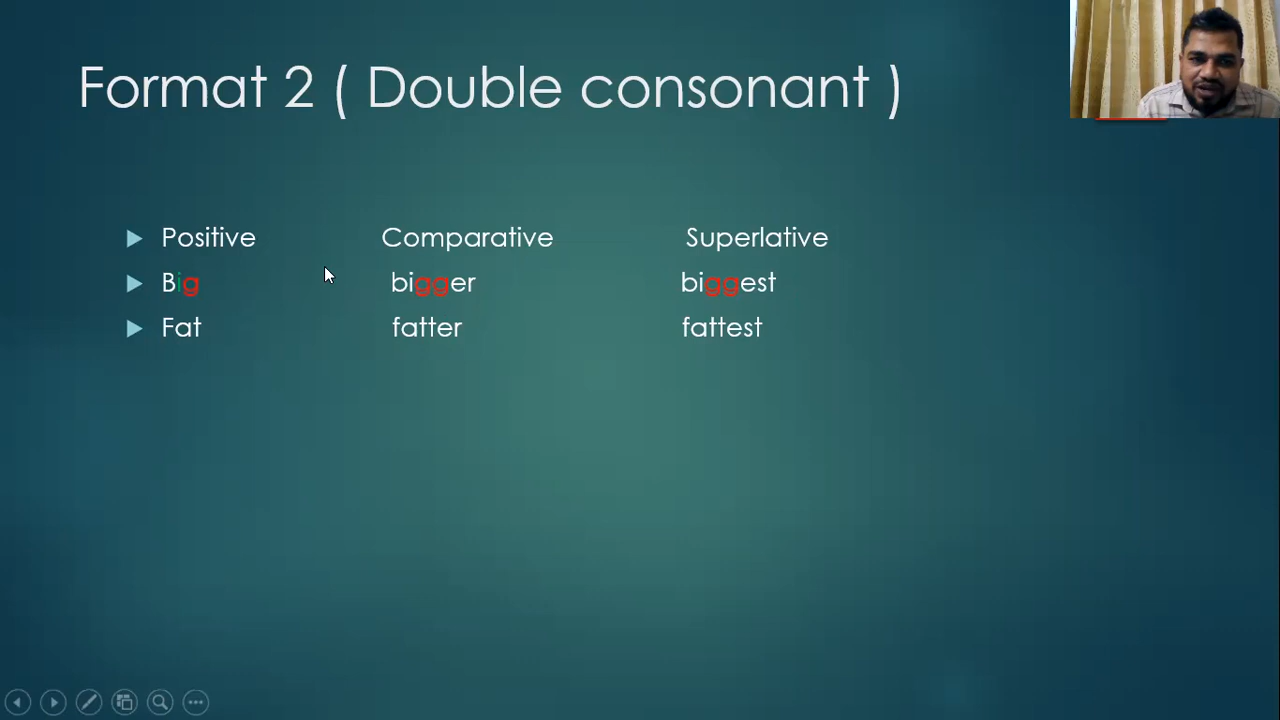 Format 2 ( Double consonant )
Positive Comparative Superlative
Big bigger biggest
Fat fatter fattest